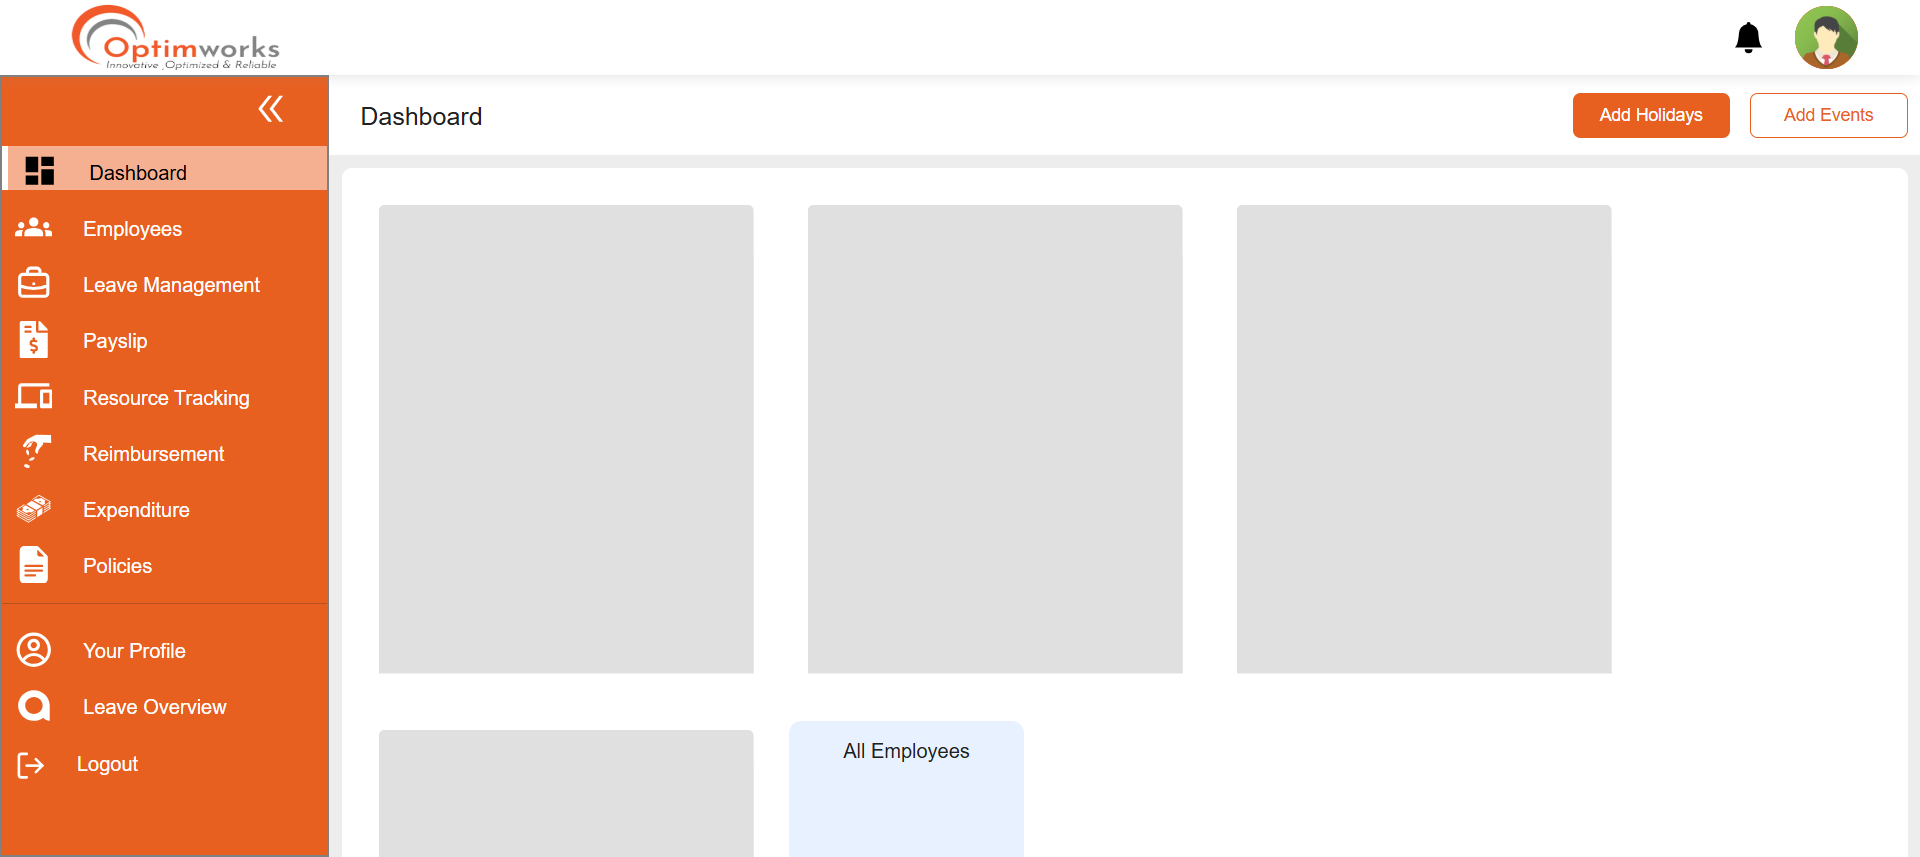 Optimworks
Innovative ,Optimized & Reliable
Dashboard
Add Holidays
Add Events
Dashboard
Employees
Leave Management
Payslip
Resource Tracking
Reimbursement
Expenditure
Policies
Your Profile
Leave Overview
Logout
All Employees